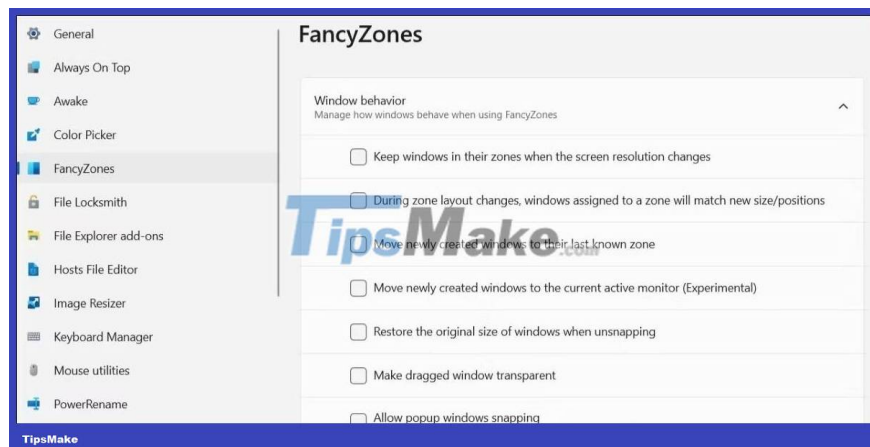 General
Always On Top
Awake
Color Picker
FancyZones
File Locksmith
File Explorer add-ons
Hosts File Editor
Image Resizer
Keyboard Manager
Mouse utilities
PowerRename
FancyZones
Window behavior
Manage how windows behave when using FancyZones
Keep windows in their zones when the screen resolution changes
During zone layout changes, windows assigned to a zone will match new size/positions
Move newly created windows to their last known zone
Move newly created windows to the current active monitor (Experimental)
Restore the original size of windows when unsnapping
Make dragged window transparent
Allow popup windows snapping
TipsMake.com
TipsMake